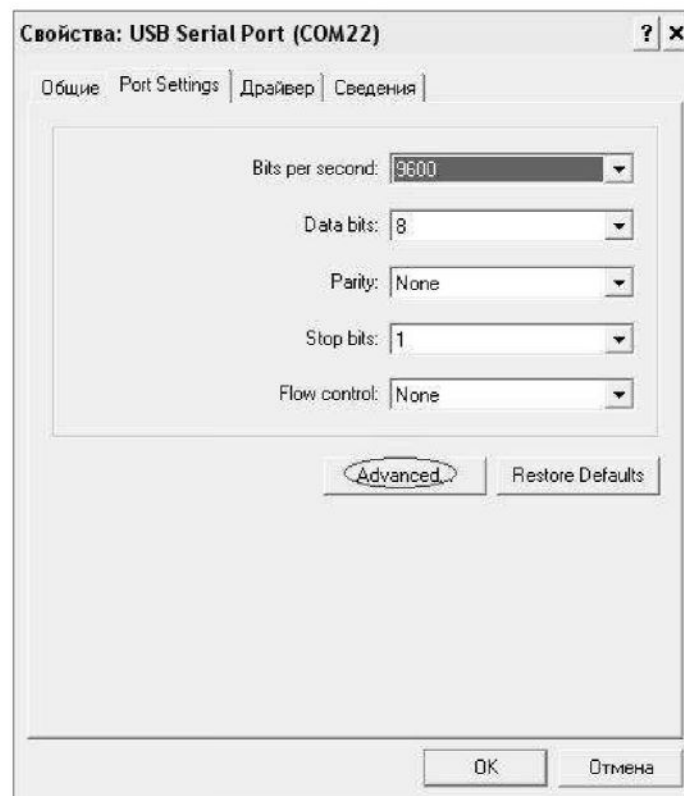 Свойства: USB Serial Port (COM22)
? ×
Общие Port Settings Драйвер Сведения
Bits per second: 9600
Data bits: 8
Parity: None
Stop bits: 1
Flow control: None
Advanced... Restore Defaults
OK Отмена